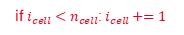 if i_cell < n_cell: i_cell += 1